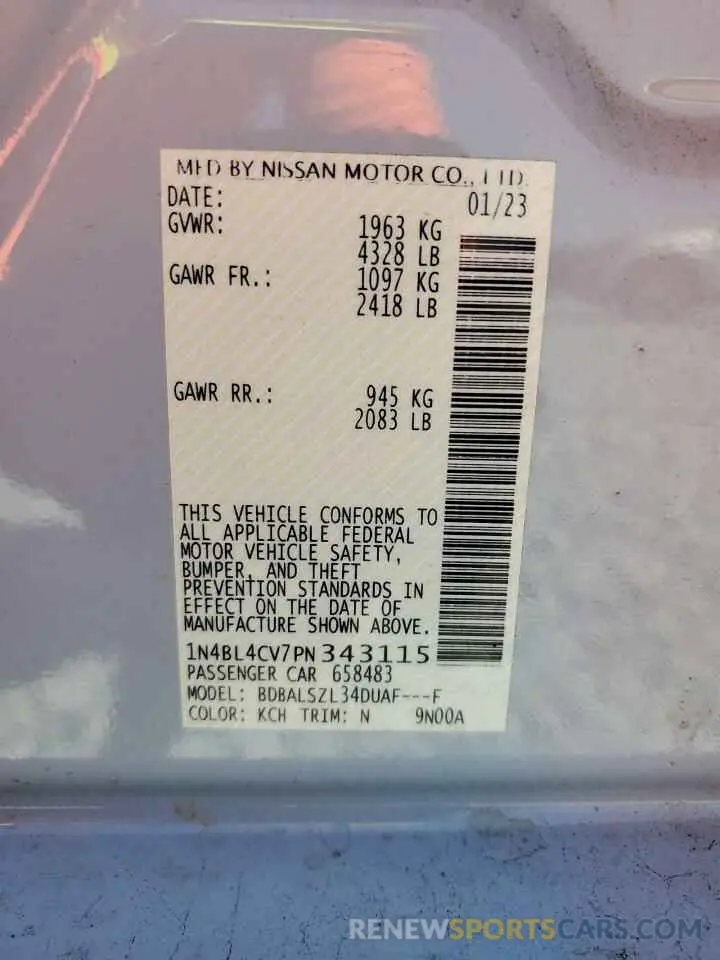 MFD BY NISSAN MOTOR CO., LTD.
DATE: 01/23
GVWR: 1963 KG
4328 LB
GAWR FR.: 1097 KG
2418 LB
GAWR RR.: 945 KG
2083 LB
THIS VEHICLE CONFORMS TO
ALL APPLICABLE FEDERAL
MOTOR VEHICLE SAFETY,
BUMPER, AND THEFT
PREVENTION STANDARDS IN
EFFECT ON THE DATE OF
MANUFACTURE SHOWN ABOVE.
1N4BL4CV7PN343115
PASSENGER CAR 658483
MODEL: BDBALSZL34DUAF---F
COLOR: KCH TRIM: N 9N00A
RENEWSPORTSCARS.COM